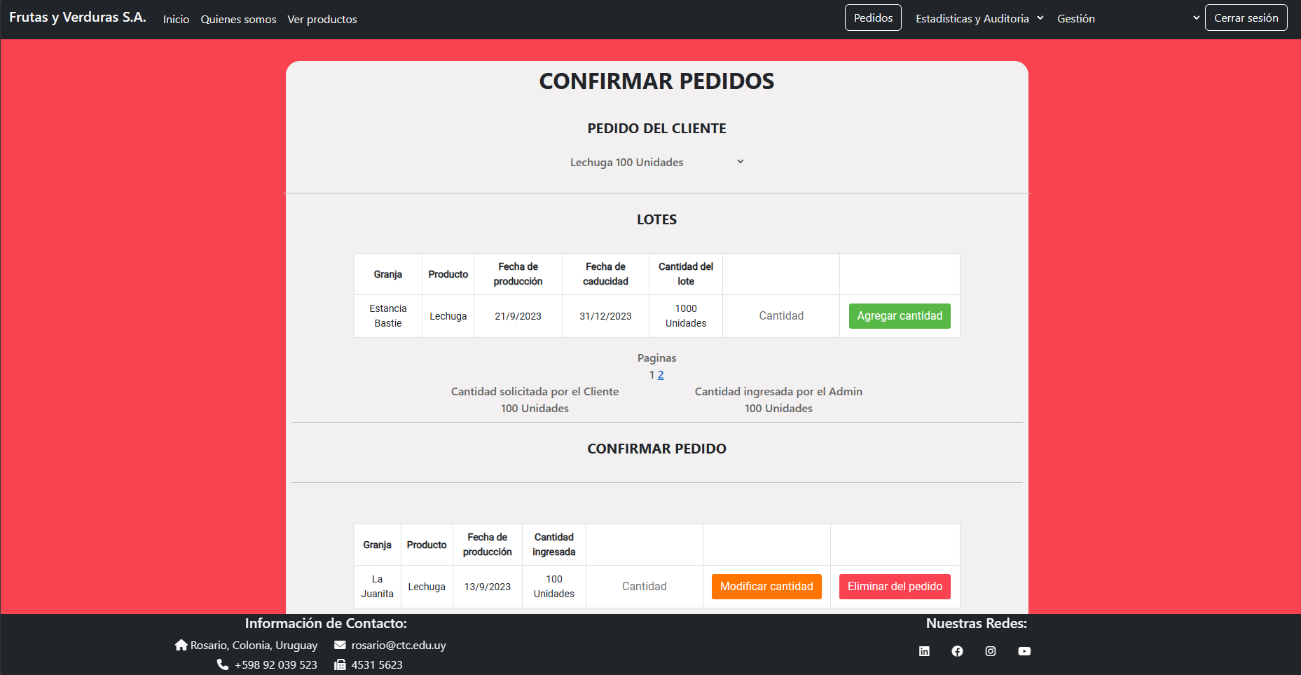 Frutas y Verduras S.A. Inicio Quienes somos Ver productos Pedidos Estadisticas y Auditoria Gestión Cerrar sesión
CONFIRMAR PEDIDOS
PEDIDO DEL CLIENTE
Lechuga 100 Unidades
LOTES
Granja Producto Fecha de producción Fecha de caducidad Cantidad del lote
Estancia Bastie Lechuga 21/9/2023 31/12/2023 1000 Unidades Cantidad Agregar cantidad
Paginas
1 2
Cantidad solicitada por el Cliente Cantidad ingresada por el Admin
100 Unidades 100 Unidades
CONFIRMAR PEDIDO
Granja Producto Fecha de producción Cantidad ingresada
La Juanita Lechuga 13/9/2023 100 Unidades Cantidad Modificar cantidad Eliminar del pedido
Información de Contacto: Nuestras Redes:
Rosario, Colonia, Uruguay rosario@ctc.edu.uy
+598 92 039 523 4531 5623